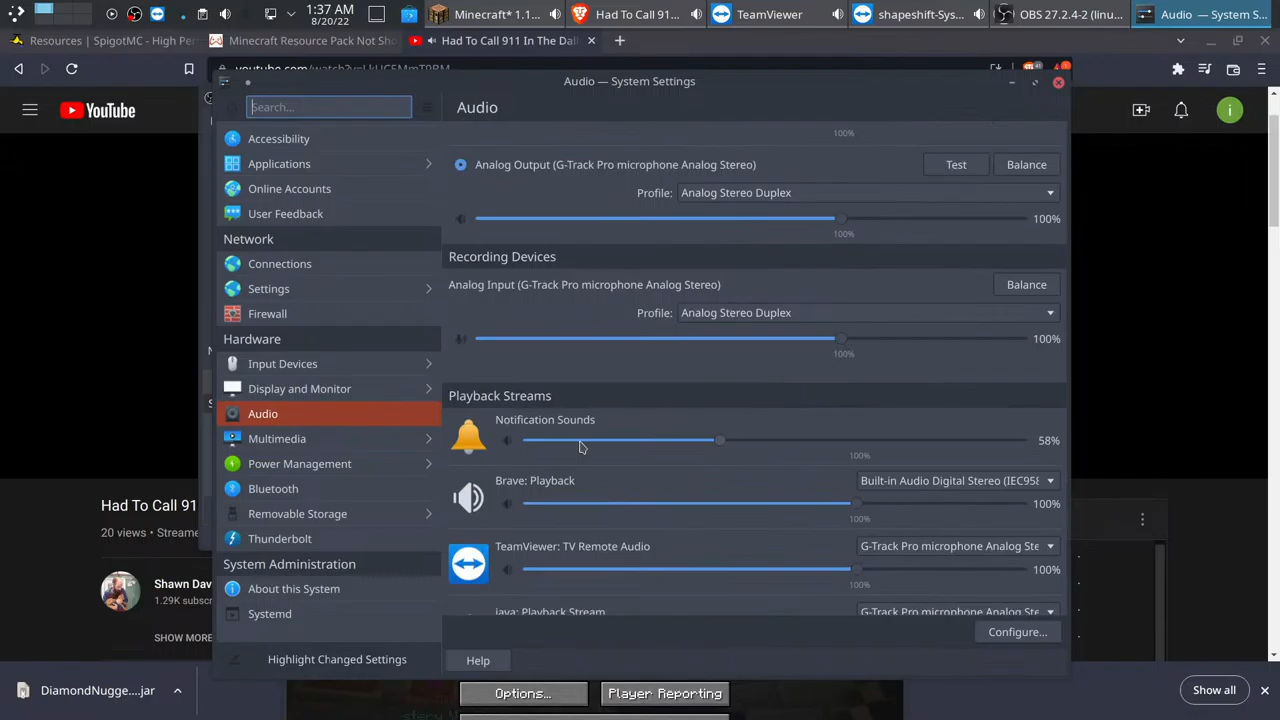 1:37 AM
8/20/22
Minecraft* 1.1...
Had To Call 91...
TeamViewer
shapeshift-Sys...
OBS 27.2.4-2 (linu...
Audio — System S...
Resources | SpigotMC - High Per
Minecraft Resource Pack Not Sho
Had To Call 911 In The Dall
youtube.com/watch?v=
Audio — System Settings
YouTube
Search...
Audio
Accessibility
Applications
Online Accounts
User Feedback
Network
Connections
Settings
Firewall
Hardware
Input Devices
Display and Monitor
Audio
Multimedia
Power Management
Bluetooth
Removable Storage
Thunderbolt
System Administration
About this System
Systemd
Highlight Changed Settings
100%
Analog Output (G-Track Pro microphone Analog Stereo)
Test
Balance
Profile:
Analog Stereo Duplex
100%
100%
Recording Devices
Analog Input (G-Track Pro microphone Analog Stereo)
Balance
Profile:
Analog Stereo Duplex
100%
100%
Playback Streams
Notification Sounds
58%
100%
Brave: Playback
Built-in Audio Digital Stereo (IEC958
100%
100%
TeamViewer: TV Remote Audio
G-Track Pro microphone Analog Ste
100%
100%
java: Playback Stream
G-Track Pro microphone Analog Ste
Configure...
Help
Had To Call 91
20 views • Streame
Shawn Dav
1.29K subsc
SHOW MORE
DiamondNugge....jar
Options...
Player Reporting
Show all